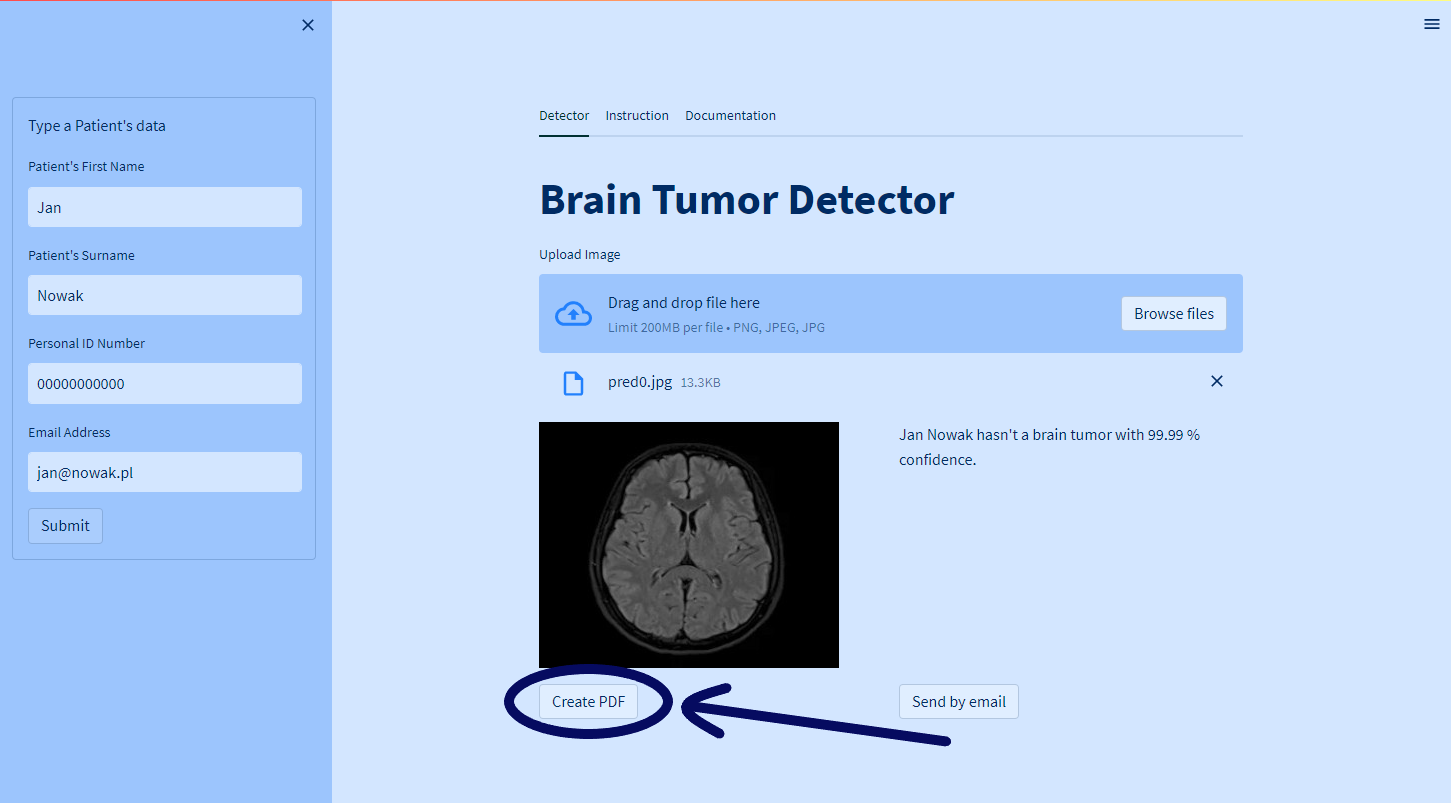 Type a Patient's data
Patient's First Name
Jan
Patient's Surname
Nowak
Personal ID Number
00000000000
Email Address
jan@nowak.pl
Submit
Detector Instruction Documentation
Brain Tumor Detector
Upload Image
Drag and drop file here
Limit 200MB per file • PNG, JPEG, JPG
Browse files
pred0.jpg 13.3KB
Jan Nowak hasn't a brain tumor with 99.99 %
confidence.
Create PDF
Send by email